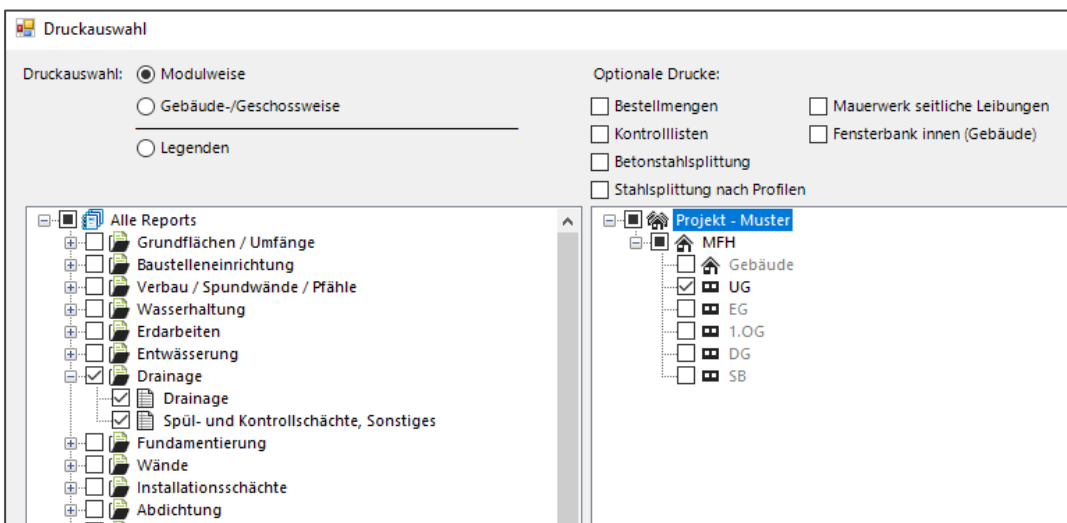 Druckauswahl
Druckauswahl: Modulweise
Gebäude-/Geschossweise
Legenden
Optionale Drucke:
Bestellmengen
Mauerwerk seitliche Leibungen
Kontrolllisten
Fensterbank innen (Gebäude)
Betonstahlsplittung
Stahlsplittung nach Profilen
Alle Reports
Grundflächen / Umfänge
Baustelleneinrichtung
Verbau / Spundwände / Pfähle
Wasserhaltung
Erdarbeiten
Entwässerung
Drainage
Drainage
Spül- und Kontrollschächte, Sonstiges
Fundamentierung
Wände
Installationsschächte
Abdichtung
Projekt - Muster
MFH
Gebäude
UG
EG
1.OG
DG
SB